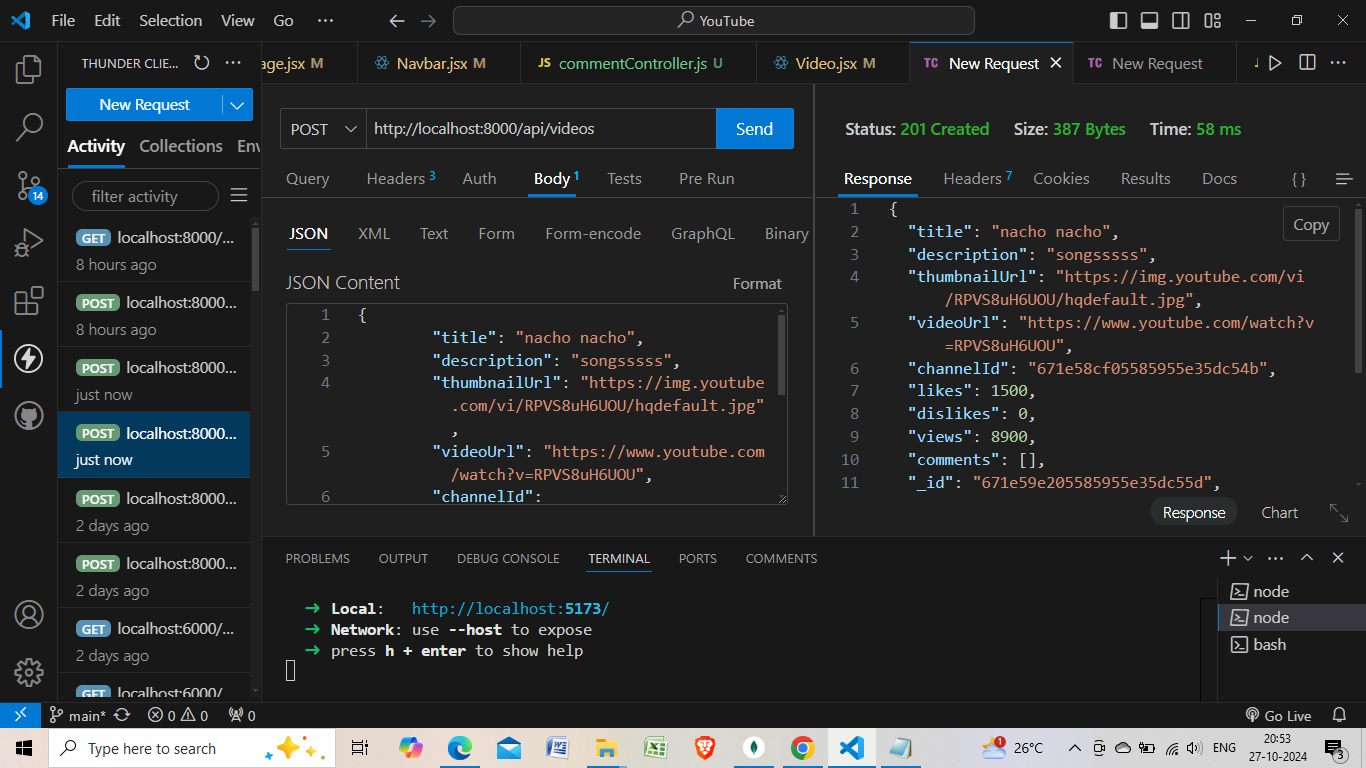 File Edit Selection View Go ··· YouTube
THUNDER CLIE... ···
New Request
Activity Collections Env
filter activity
GET localhost:8000/...
8 hours ago
POST localhost:8000...
8 hours ago
POST localhost:8000...
just now
POST localhost:8000...
just now
POST localhost:8000...
2 days ago
POST localhost:8000...
2 days ago
GET localhost:6000/...
2 days ago
GET localhost:6000/
14
age.jsx M Navbar.jsx M JS commentController.js U Video.jsx M TC New Request TC New Request ···
POST http://localhost:8000/api/videos Send
Query Headers 3 Auth Body 1 Tests Pre Run
JSON XML Text Form Form-encode GraphQL Binary
JSON Content Format
1 {
2 "title": "nacho nacho",
3 "description": "songsssss",
4 "thumbnailUrl": "https://img.youtube
.com/vi/RPVS8uH6UOU/hqdefault.jpg"
,
5 "videoUrl": "https://www.youtube.com
/watch?v=RPVS8uH6UOU",
6 "channelId":
Status: 201 Created Size: 387 Bytes Time: 58 ms
Response Headers 7 Cookies Results Docs { }
Copy
1 {
2 "title": "nacho nacho",
3 "description": "songsssss",
4 "thumbnailUrl": "https://img.youtube.com/vi
/RPVS8uH6UOU/hqdefault.jpg",
5 "videoUrl": "https://www.youtube.com/watch?v
=RPVS8uH6UOU",
6 "channelId": "671e58cf05585955e35dc54b",
7 "likes": 1500,
8 "dislikes": 0,
9 "views": 8900,
10 "comments": [],
11 "_id": "671e59e205585955e35dc55d",
Response Chart
PROBLEMS OUTPUT DEBUG CONSOLE TERMINAL PORTS COMMENTS
➜ Local: http://localhost:5173/
➜ Network: use --host to expose
➜ press h + enter to show help
node
node
bash
main* 0 0 0 Go Live
Type here to search 1 26°C ENG 20:53
27-10-2024 3